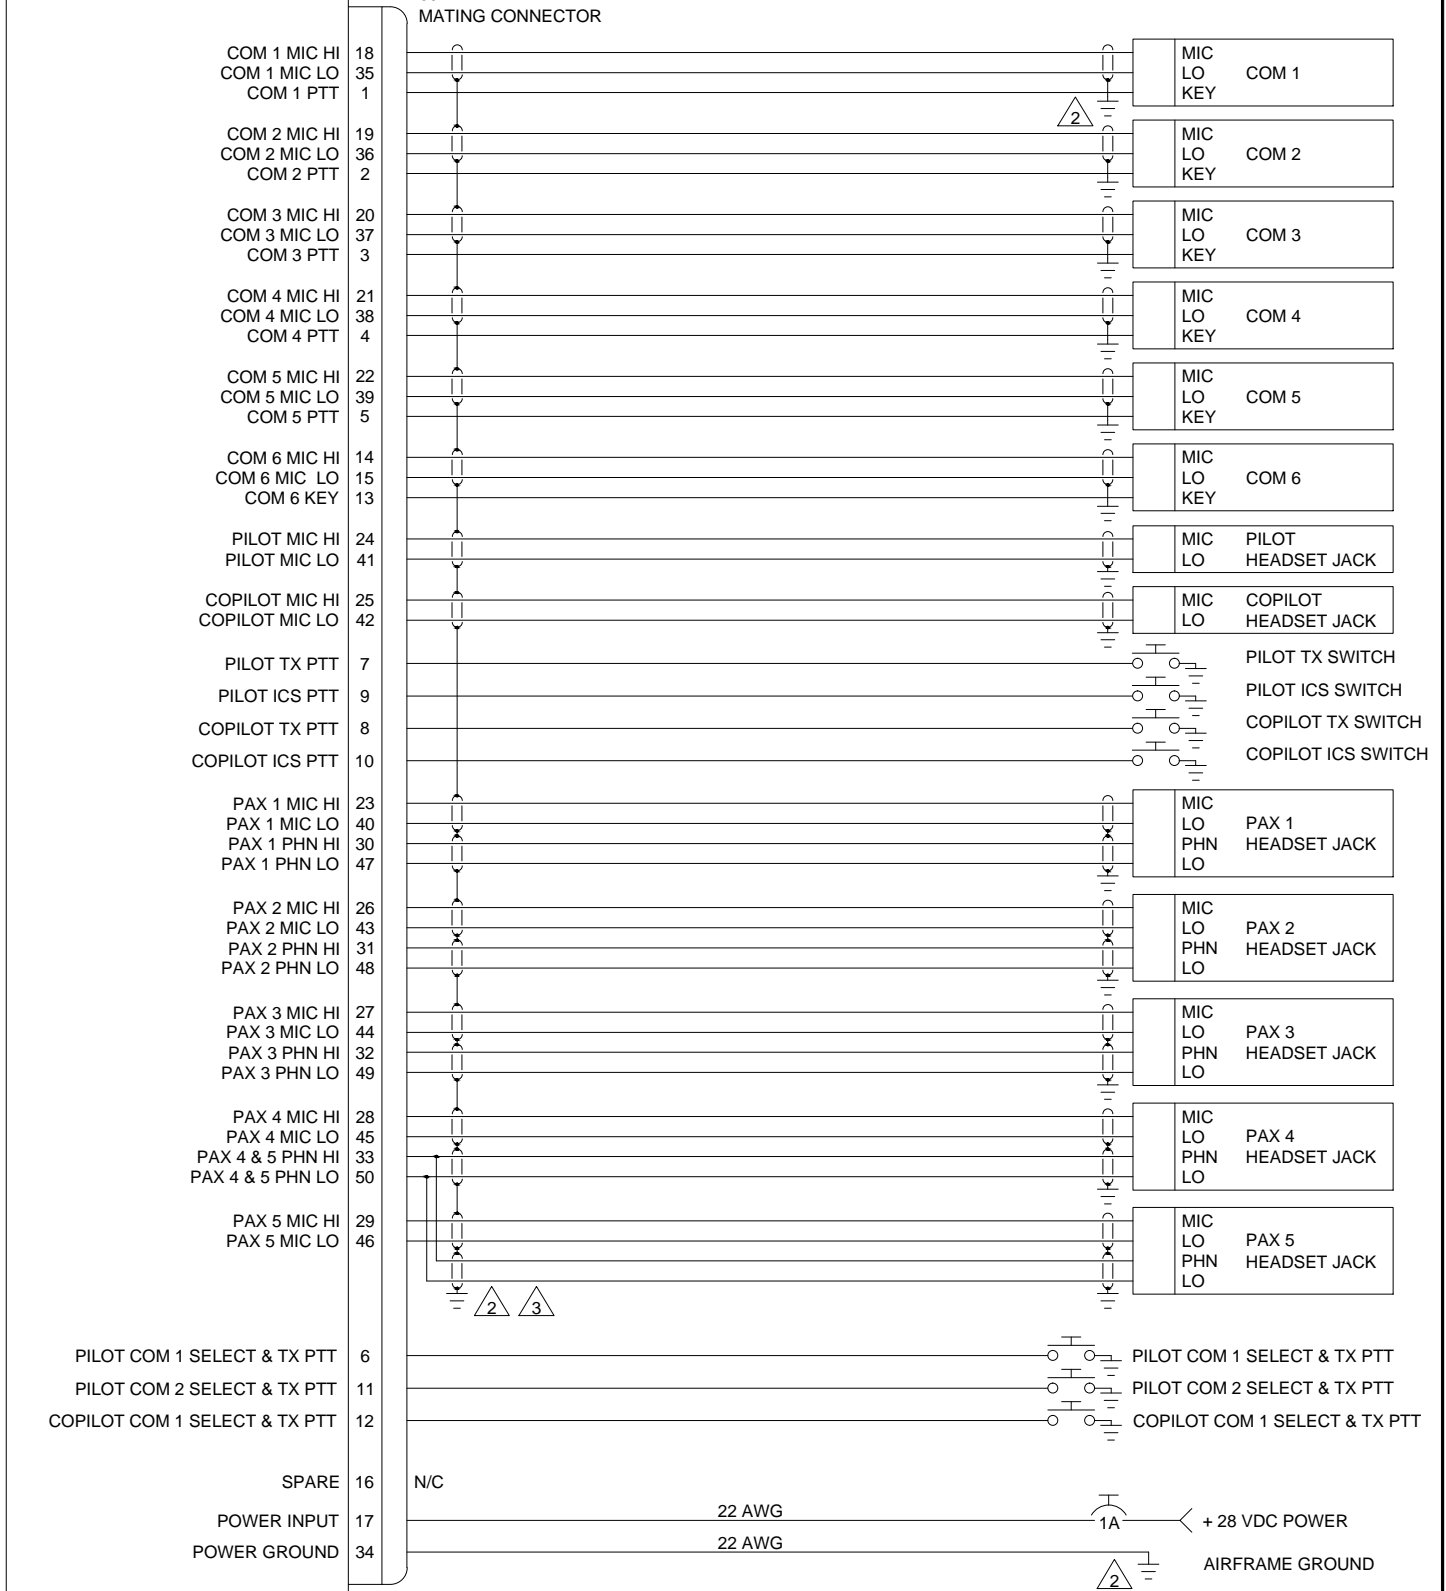 MATING CONNECTOR
COM 1 MIC HI 18 MIC
COM 1 MIC LO 35 LO COM 1
COM 1 PTT 1 KEY
2
COM 2 MIC HI 19 MIC
COM 2 MIC LO 36 LO COM 2
COM 2 PTT 2 KEY
COM 3 MIC HI 20 MIC
COM 3 MIC LO 37 LO COM 3
COM 3 PTT 3 KEY
COM 4 MIC HI 21 MIC
COM 4 MIC LO 38 LO COM 4
COM 4 PTT 4 KEY
COM 5 MIC HI 22 MIC
COM 5 MIC LO 39 LO COM 5
COM 5 PTT 5 KEY
COM 6 MIC HI 14 MIC
COM 6 MIC LO 15 LO COM 6
COM 6 KEY 13 KEY
PILOT MIC HI 24 MIC PILOT
PILOT MIC LO 41 LO HEADSET JACK
COPILOT MIC HI 25 MIC COPILOT
COPILOT MIC LO 42 LO HEADSET JACK
PILOT TX PTT 7 PILOT TX SWITCH
PILOT ICS PTT 9 PILOT ICS SWITCH
COPILOT TX PTT 8 COPILOT TX SWITCH
COPILOT ICS PTT 10 COPILOT ICS SWITCH
PAX 1 MIC HI 23 MIC
PAX 1 MIC LO 40 LO PAX 1
PAX 1 PHN HI 30 PHN HEADSET JACK
PAX 1 PHN LO 47 LO
PAX 2 MIC HI 26 MIC
PAX 2 MIC LO 43 LO PAX 2
PAX 2 PHN HI 31 PHN HEADSET JACK
PAX 2 PHN LO 48 LO
PAX 3 MIC HI 27 MIC
PAX 3 MIC LO 44 LO PAX 3
PAX 3 PHN HI 32 PHN HEADSET JACK
PAX 3 PHN LO 49 LO
PAX 4 MIC HI 28 MIC
PAX 4 MIC LO 45 LO PAX 4
PAX 4 & 5 PHN HI 33 PHN HEADSET JACK
PAX 4 & 5 PHN LO 50 LO
PAX 5 MIC HI 29 MIC
PAX 5 MIC LO 46 LO PAX 5
PHN HEADSET JACK
LO
2 3
PILOT COM 1 SELECT & TX PTT 6 PILOT COM 1 SELECT & TX PTT
PILOT COM 2 SELECT & TX PTT 11 PILOT COM 2 SELECT & TX PTT
COPILOT COM 1 SELECT & TX PTT 12 COPILOT COM 1 SELECT & TX PTT
SPARE 16 N/C
POWER INPUT 17 22 AWG 1A + 28 VDC POWER
POWER GROUND 34 22 AWG AIRFRAME GROUND
2